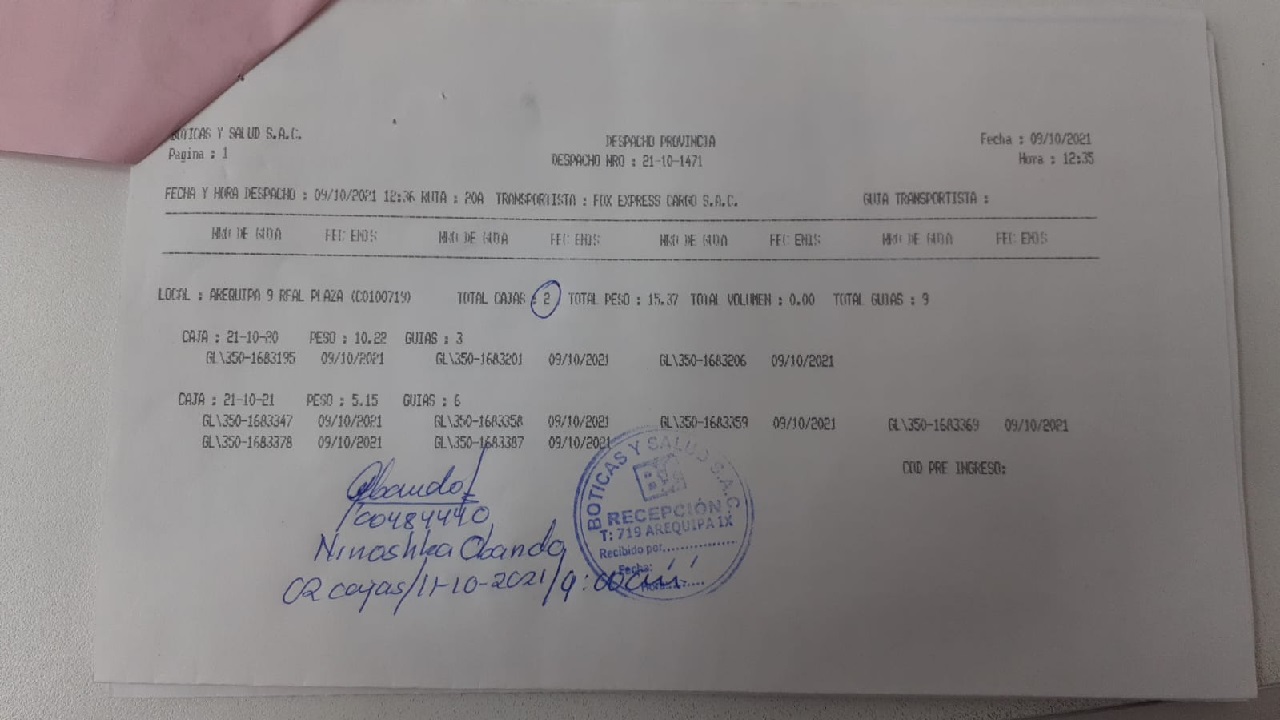 BOTICAS Y SALUD S.A.C.
DESPACHO PROVINCIA
Fecha : 09/10/2021
Pagina : 1
DESPACHO NRO : 21-10-1471
Hora : 12:35
FECHA Y HORA DESPACHO : 09/10/2021 12:36 RUTA : 20A TRANSPORTISTA : FOX EXPRESS CARGO S.A.C. GUIA TRANSPORTISTA :
NRO DE GUIA FEC EMIS NRO DE GUIA FEC EMIS NRO DE GUIA FEC EMIS NRO DE GUIA FEC EMIS
LOCAL : AREQUIPA 9 REAL PLAZA (C0100719) TOTAL CAJAS : 2 TOTAL PESO : 15.37 TOTAL VOLUMEN : 0.00 TOTAL GUIAS : 9
CAJA : 21-10-20 PESO : 10.22 GUIAS : 3
GL\350-1683195 09/10/2021 GL\350-1683201 09/10/2021 GL\350-1683206 09/10/2021
CAJA : 21-10-21 PESO : 5.15 GUIAS : 6
GL\350-1683347 09/10/2021 GL\350-1683358 09/10/2021 GL\350-1683359 09/10/2021 GL\350-1683369 09/10/2021
GL\350-1683378 09/10/2021 GL\350-1683387 09/10/2021
COD PRE INGRESO:
Obando
100484440
Ninoshka Obando
02 cajas/11-10-2021/9:00am
BOTICAS Y SALUD S.A.C.
ByS
RECEPCIÓN
T: 719 AREQUIPA IX
Recibido por:
Fecha: / /
Hora: